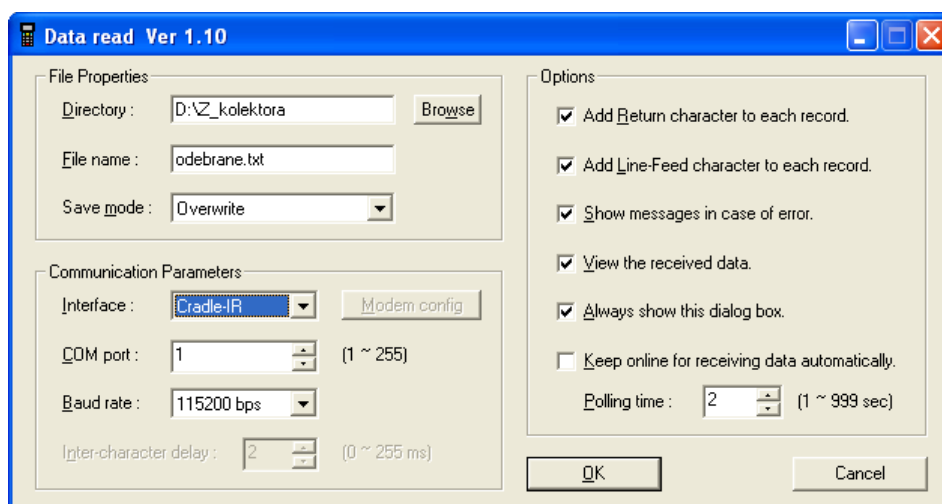 Data read Ver 1.10
File Properties
Directory : D:\Z_kolektora Browse
File name : odebrane.txt
Save mode : Overwrite
Communication Parameters
Interface : Cradle-IR Modem config
COM port : 1 (1 ~ 255)
Baud rate : 115200 bps
Inter-character delay : 2 (0 ~ 255 ms)
Options
Add Return character to each record.
Add Line-Feed character to each record.
Show messages in case of error.
View the received data.
Always show this dialog box.
Keep online for receiving data automatically.
Polling time : 2 (1 ~ 999 sec)
OK Cancel